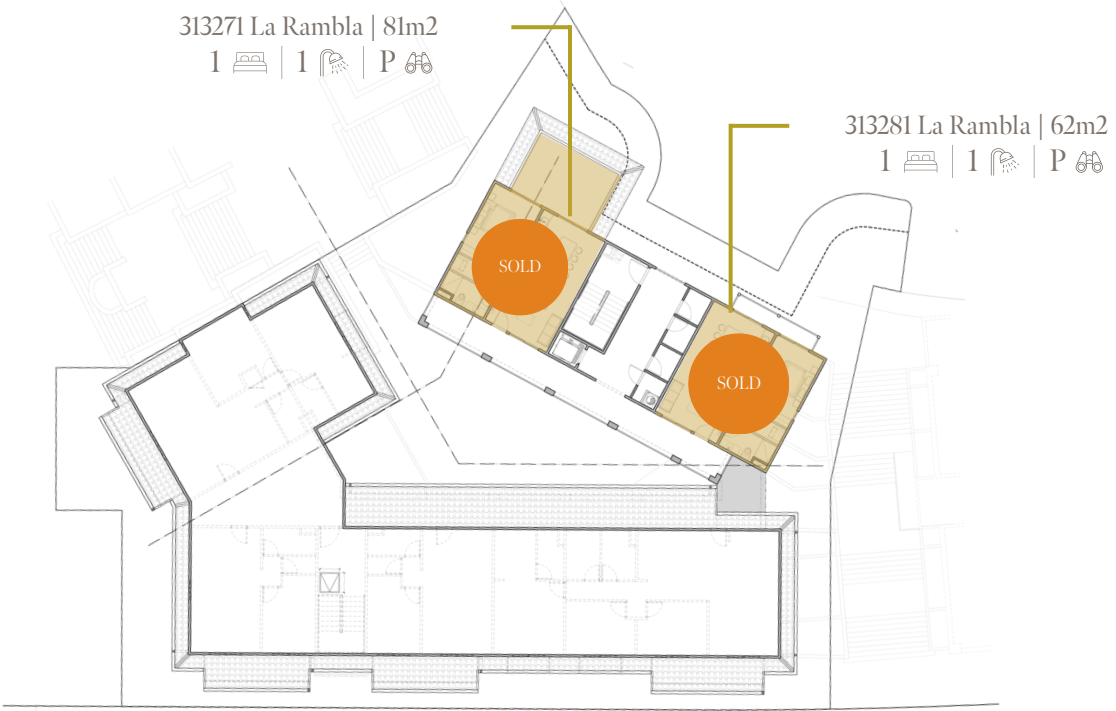 313271 La Rambla | 81m2
1 | 1 | P
313281 La Rambla | 62m2
1 | 1 | P
SOLD
SOLD